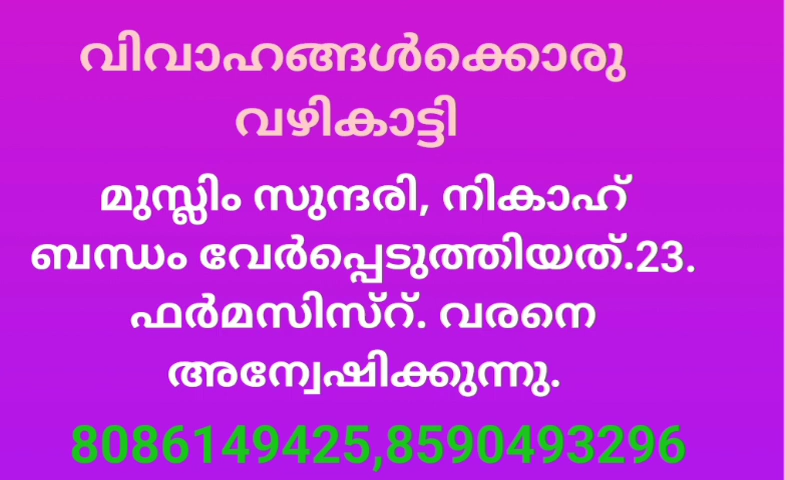 വിവാഹങ്ങൾക്കൊരു
വഴികാട്ടി
മുസ്ലിം സുന്ദരി, നികാഹ്
ബന്ധം വേർപ്പെടുത്തിയത്.23.
ഫർമസിസ്റ്. വരനെ
അന്വേഷിക്കുന്നു.
8086149425,8590493296